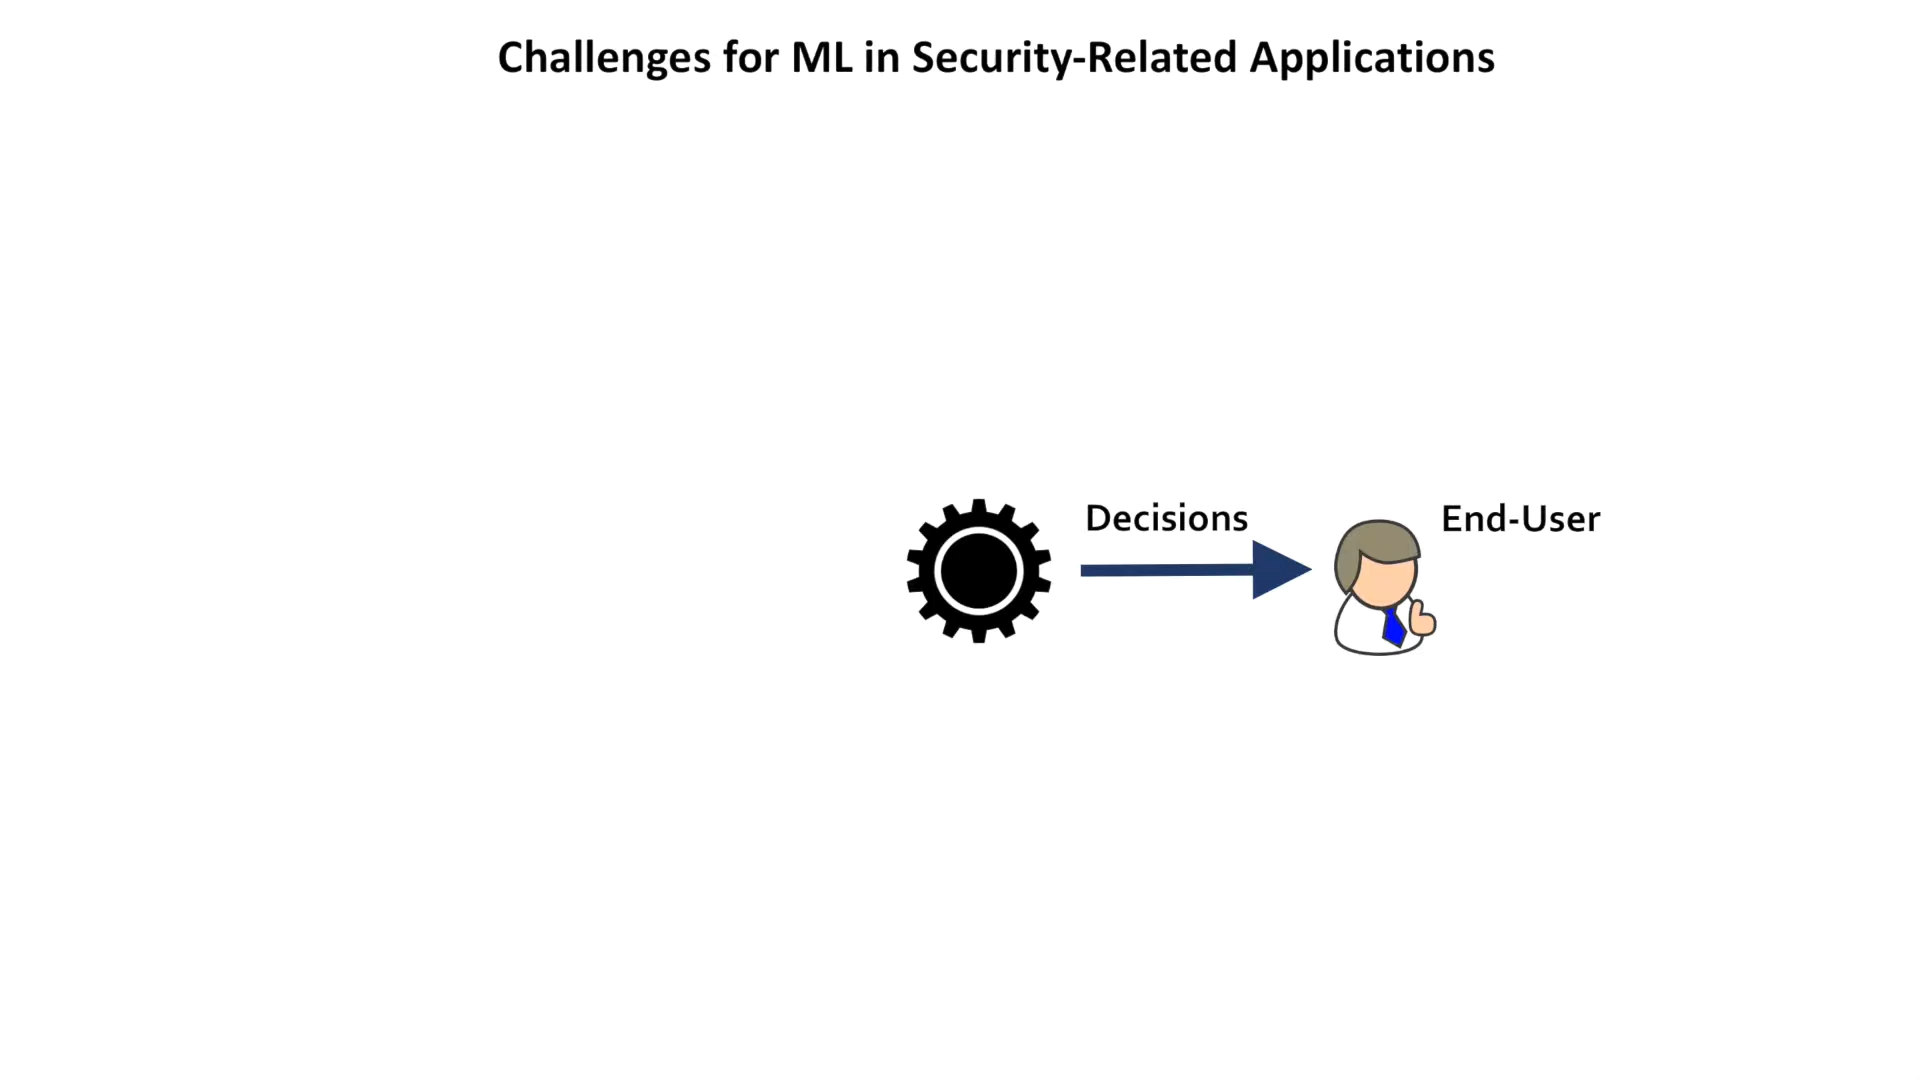 Challenges for ML in Security-Related Applications
Decisions
End-User